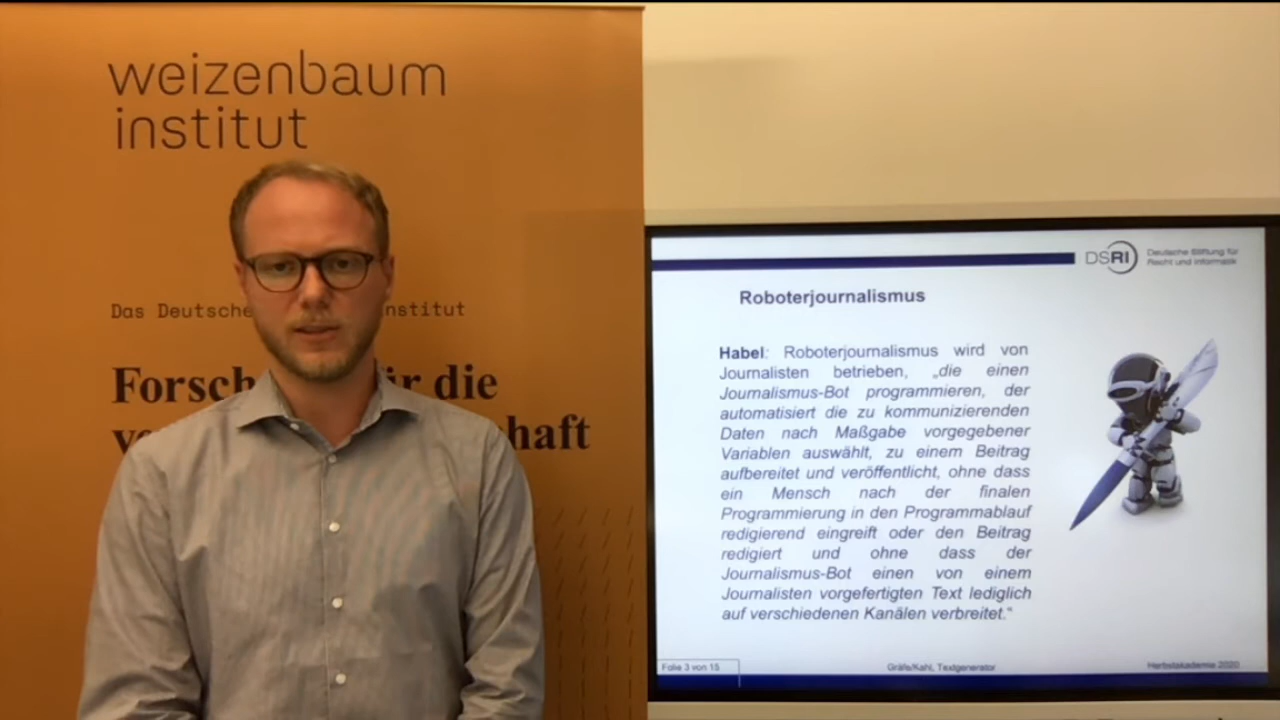 weizenbaum
institut
Das Deutsche nstitut
Forsch r die
haft
DSRI
Deutsche Stiftung für
Recht und Informatik
Roboterjournalismus
Habel: Roboterjournalismus wird von
Journalisten betrieben, „die einen
Journalismus-Bot programmieren, der
automatisiert die zu kommunizierenden
Daten nach Maßgabe vorgegebener
Variablen auswählt, zu einem Beitrag
aufbereitet und veröffentlicht, ohne dass
ein Mensch nach der finalen
Programmierung in den Programmablauf
redigierend eingreift oder den Beitrag
redigiert und ohne dass der
Journalismus-Bot einen von einem
Journalisten vorgefertigten Text lediglich
auf verschiedenen Kanälen verbreitet.“
Folie 3 von 15
Gräfe/Kahl, Textgenerator
Herbstakademie 2020